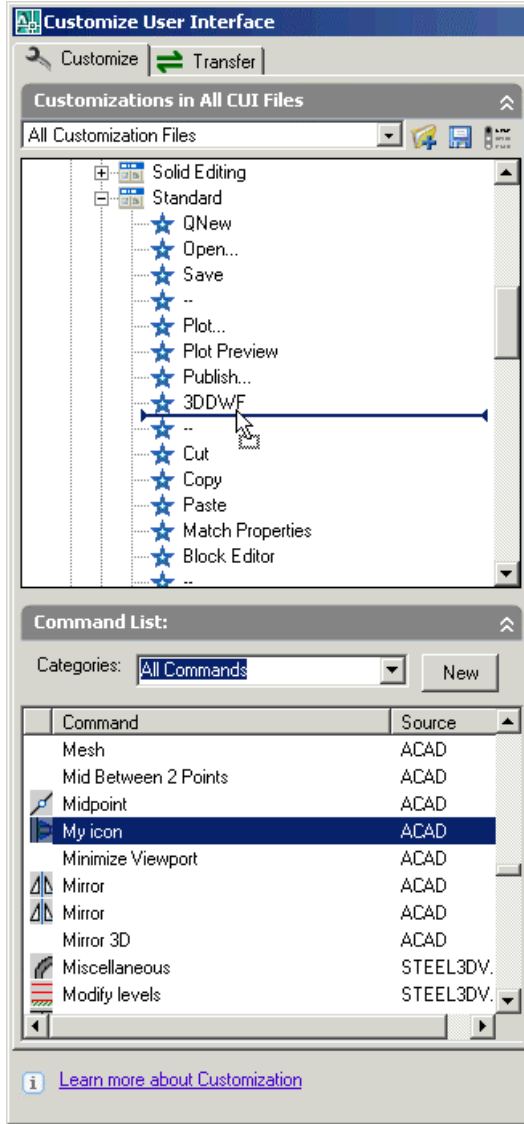 Customize User Interface
Customize Transfer
Customizations in All CUI Files
All Customization Files
Solid Editing
Standard
QNew
Open...
Save
--
Plot...
Plot Preview
Publish...
3DDWF
--
Cut
Copy
Paste
Match Properties
Block Editor
--
Command List:
Categories: All Commands New
Command Source
Mesh ACAD
Mid Between 2 Points ACAD
Midpoint ACAD
My icon ACAD
Minimize Viewport ACAD
Mirror ACAD
Mirror ACAD
Mirror 3D ACAD
Miscellaneous STEEL3DV.
Modify levels STEEL3DV.
Learn more about Customization